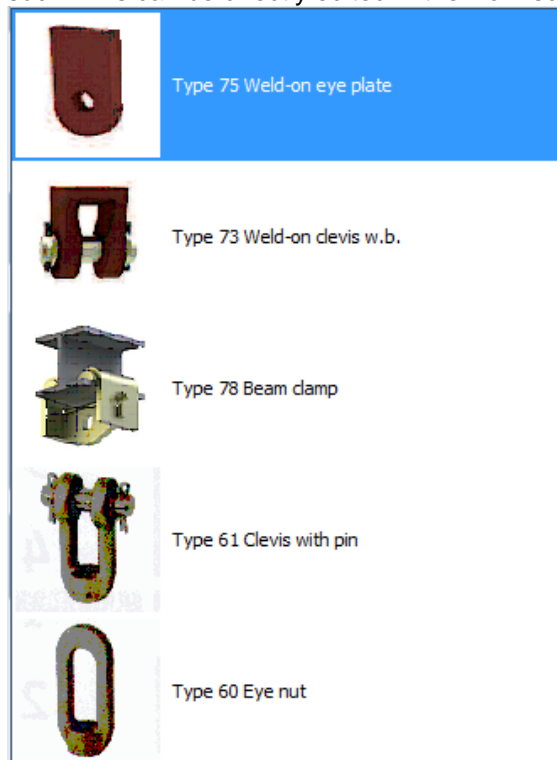 Type 75 Weld-on eye plate
Type 73 Weld-on clevis w.b.
Type 78 Beam clamp
Type 61 Clevis with pin
Type 60 Eye nut